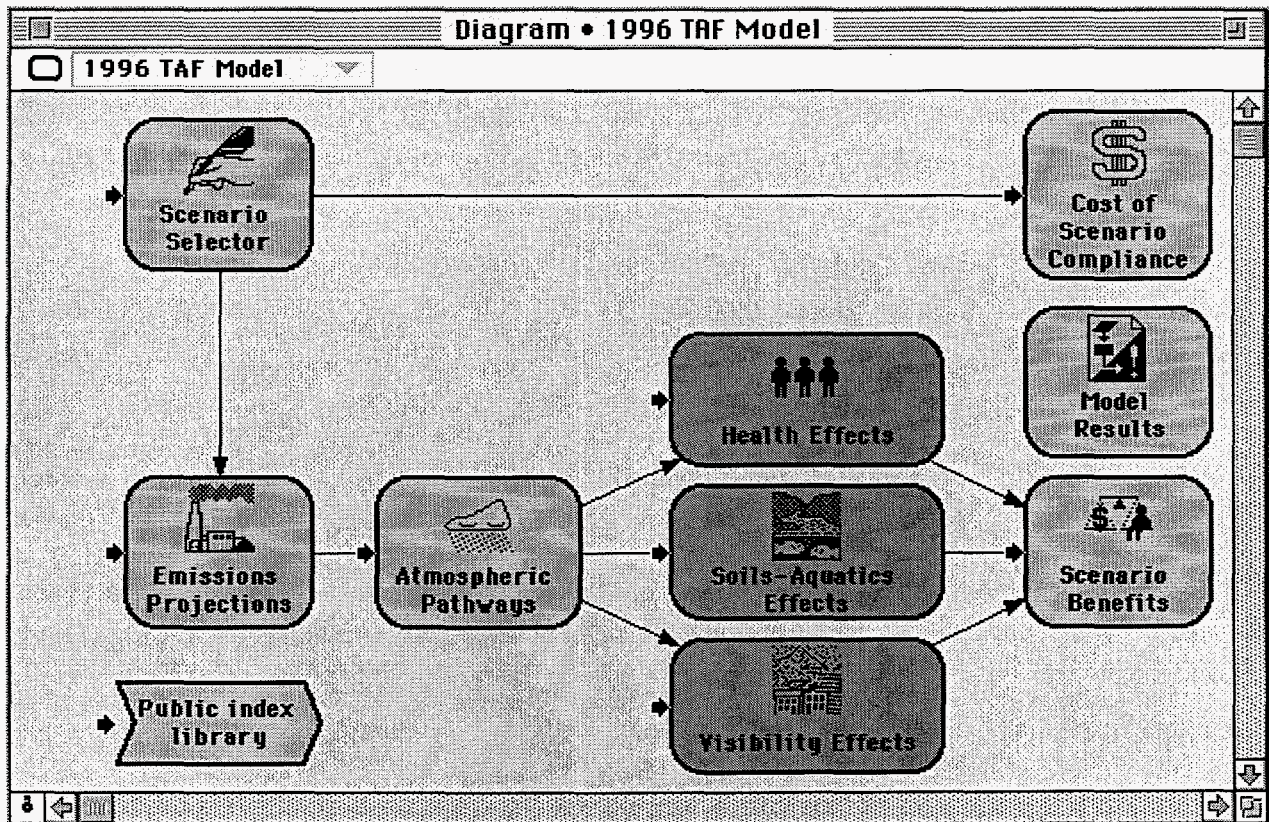 Diagram • 1996 TAF Model
1996 TAF Model
Scenario
Selector
Cost of
Scenario
Compliance
Model
Results
Health Effects
Emissions
Projections
Atmospheric
Pathways
Soils-Aquatics
Effects
Scenario
Benefits
Public index
library
Visibility Effects